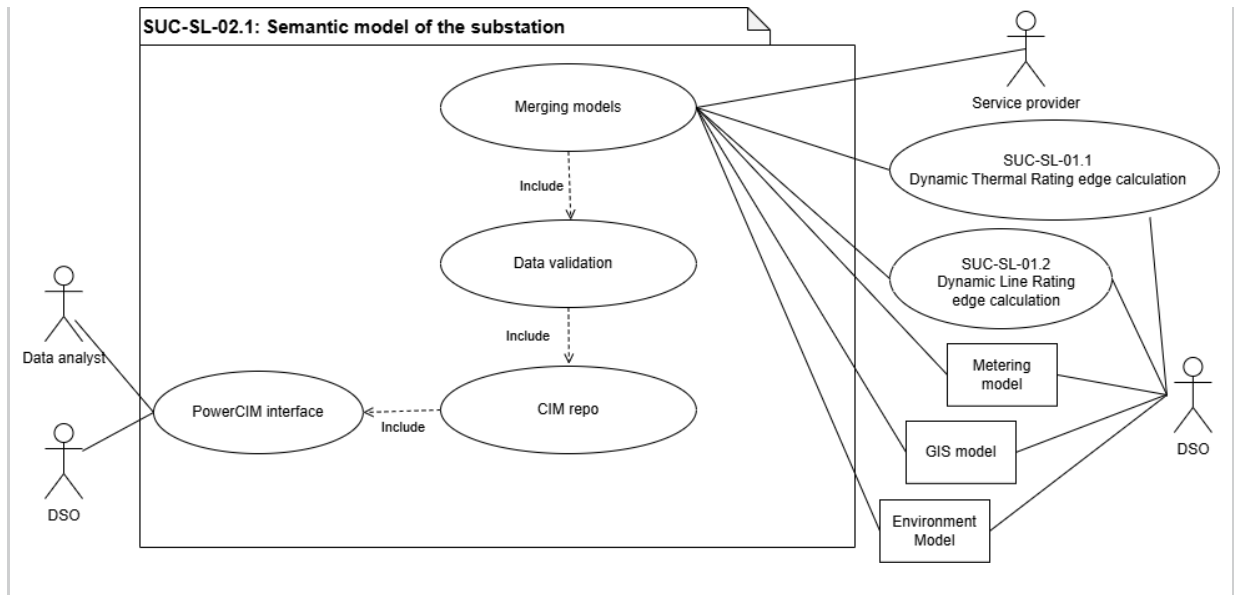 SUC-SL-02.1: Semantic model of the substation
Merging models
Service provider
SUC-SL-01.1
Dynamic Thermal Rating edge calculation
Include
Data validation
SUC-SL-01.2
Dynamic Line Rating
edge calculation
Include
Data analyst
Metering
model
PowerCIM interface
Include
CIM repo
GIS model
DSO
DSO
Environment
Model